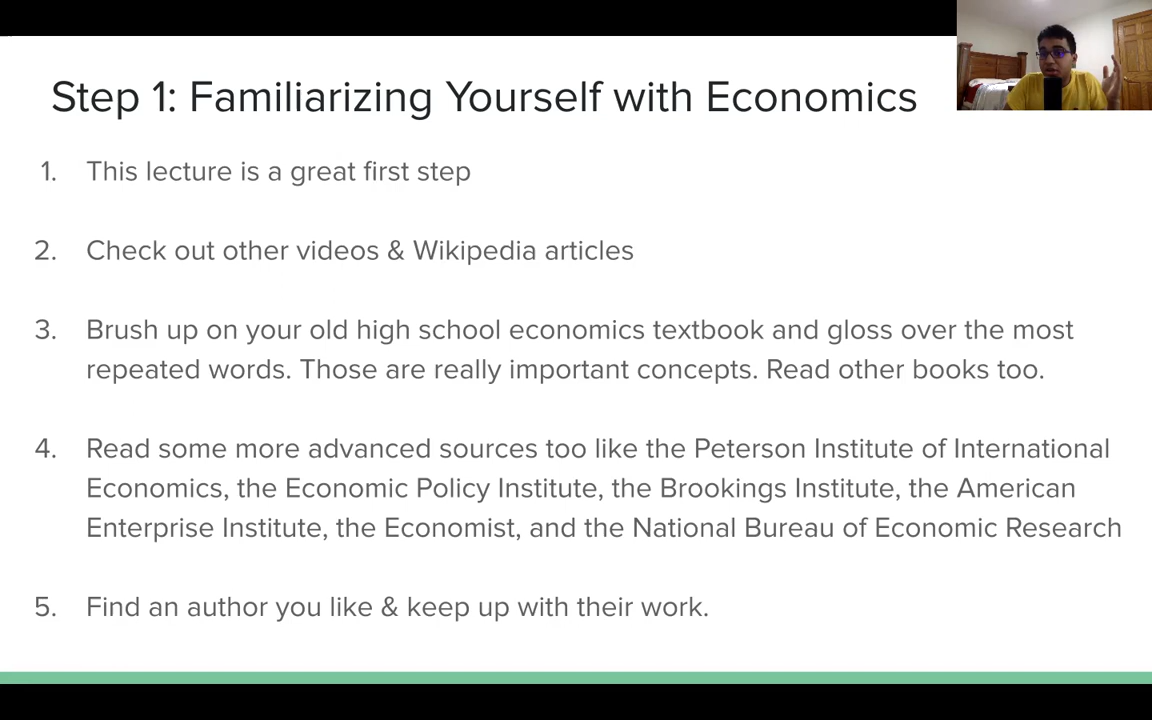 Step 1: Familiarizing Yourself with Economics
1. This lecture is a great first step
2. Check out other videos & Wikipedia articles
3. Brush up on your old high school economics textbook and gloss over the most
repeated words. Those are really important concepts. Read other books too.
4. Read some more advanced sources too like the Peterson Institute of International
Economics, the Economic Policy Institute, the Brookings Institute, the American
Enterprise Institute, the Economist, and the National Bureau of Economic Research
5. Find an author you like & keep up with their work.